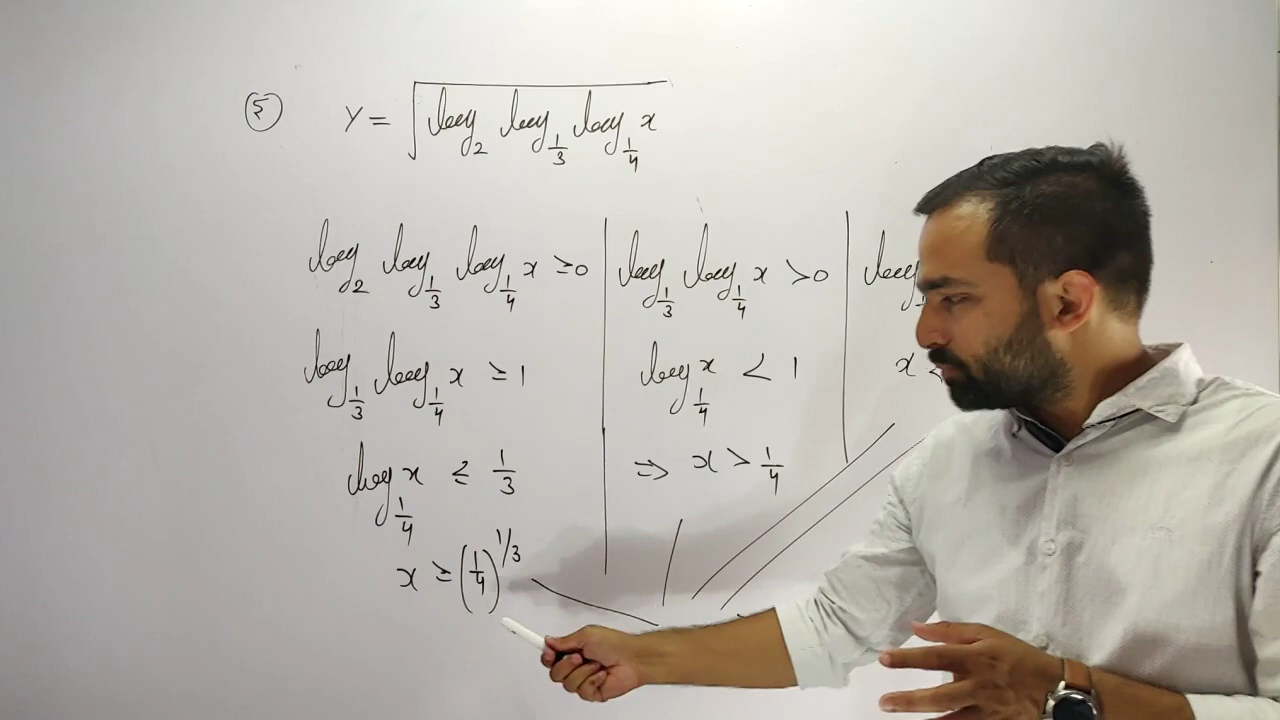 ₹ Y = √(log_2 log_{1/3} log_{1/4} x)
log_2 log_{1/3} log_{1/4} x ≥ 0
log_{1/3} log_{1/4} x ≥ 1
log_{1/4} x ≤ 1/3
x ≥ (1/4)^{1/3}
log_{1/3} log_{1/4} x > 0
log_{1/4} x < 1
⇒ x > 1/4
log
x <